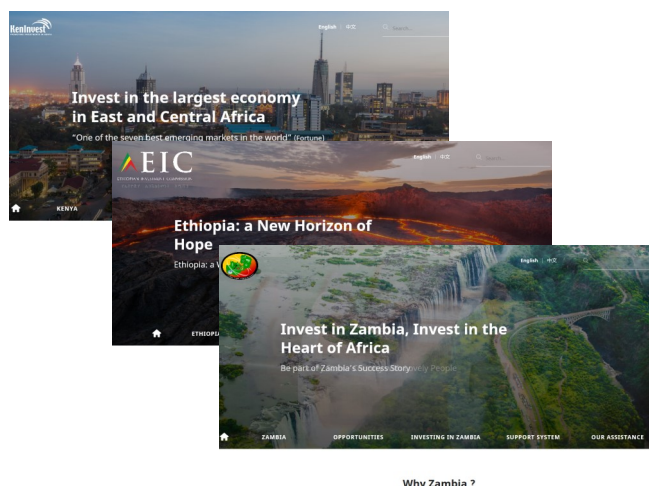 KenInvest
English | 中文
Search...
Invest in the largest economy
in East and Central Africa
"One of the seven best emerging markets in the world" (Fortune)
KENYA
EIC
English | 中文
Search...
Ethiopia: a New Horizon of
Hope
Ethiopia: a
ETHIOPIA
English | 中文
Invest in Zambia, Invest in the
Heart of Africa
Be part of Zambia's Success Story
ZAMBIA
OPPORTUNITIES
INVESTING IN ZAMBIA
SUPPORT SYSTEM
OUR ASSISTANCE
Why Zambia ?